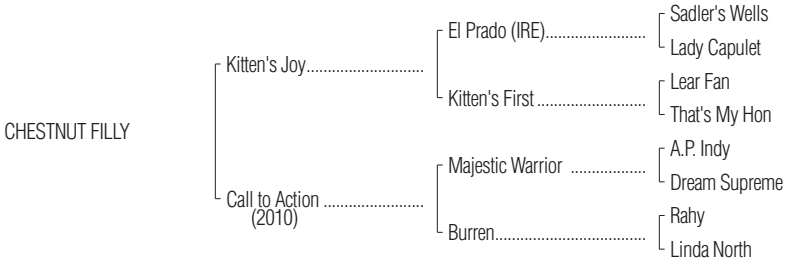 Sadler's Wells
El Prado (IRE)........................
Lady Capulet
Kitten's Joy............................
Lear Fan
Kitten's First..........................
That's My Hon
CHESTNUT FILLY
A.P. Indy
Majestic Warrior ..................
Dream Supreme
Call to Action ........................
(2010)
Rahy
Burren...................................
Linda North